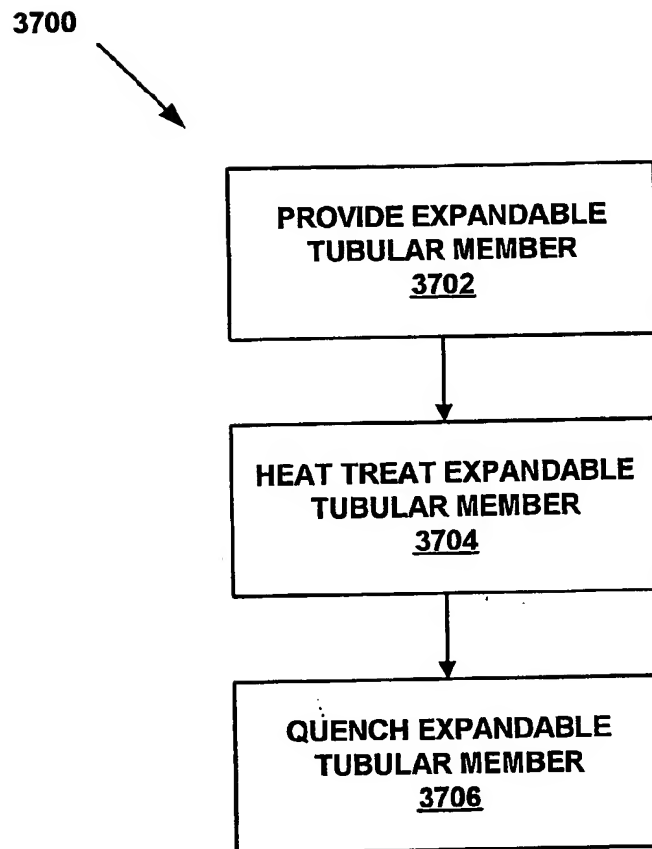 3700
PROVIDE EXPANDABLE
TUBULAR MEMBER
3702
HEAT TREAT EXPANDABLE
TUBULAR MEMBER
3704
QUENCH EXPANDABLE
TUBULAR MEMBER
3706